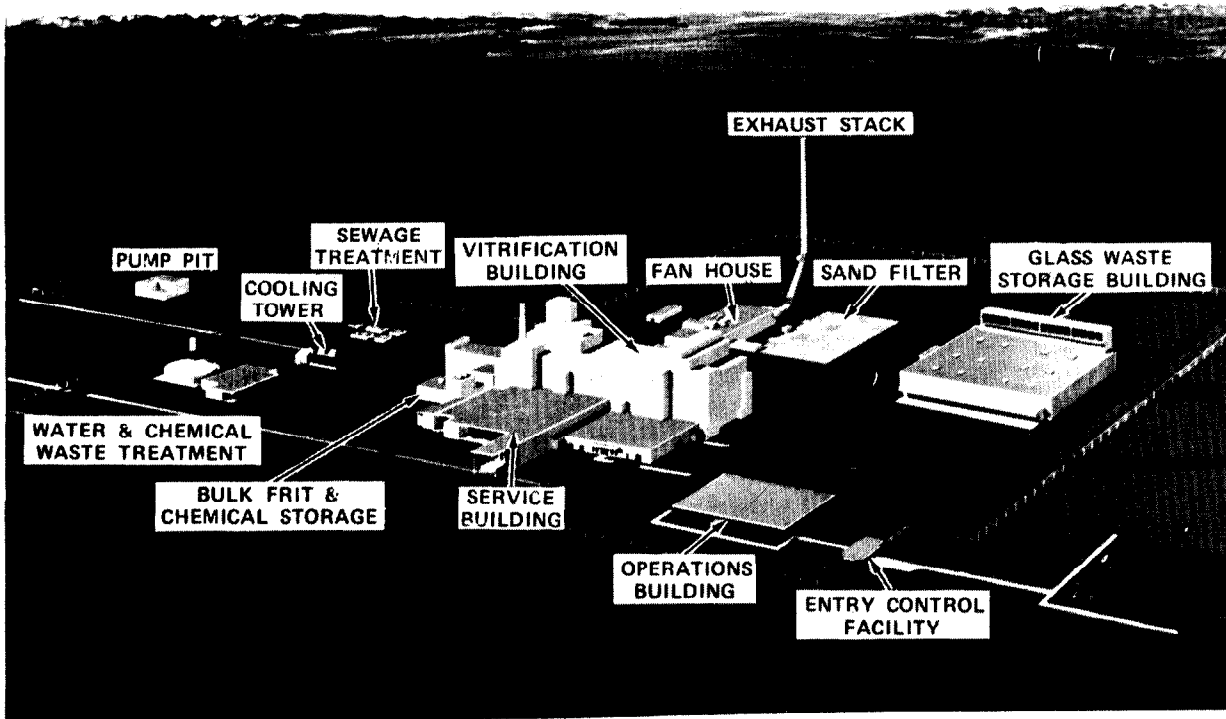 EXHAUST STACK
SEWAGE
TREATMENT
VITRIFICATION
BUILDING
PUMP PIT
COOLING
TOWER
FAN HOUSE
SAND FILTER
GLASS WASTE
STORAGE BUILDING
WATER & CHEMICAL
WASTE TREATMENT
BULK FRIT &
CHEMICAL STORAGE
SERVICE
BUILDING
OPERATIONS
BUILDING
ENTRY CONTROL
FACILITY